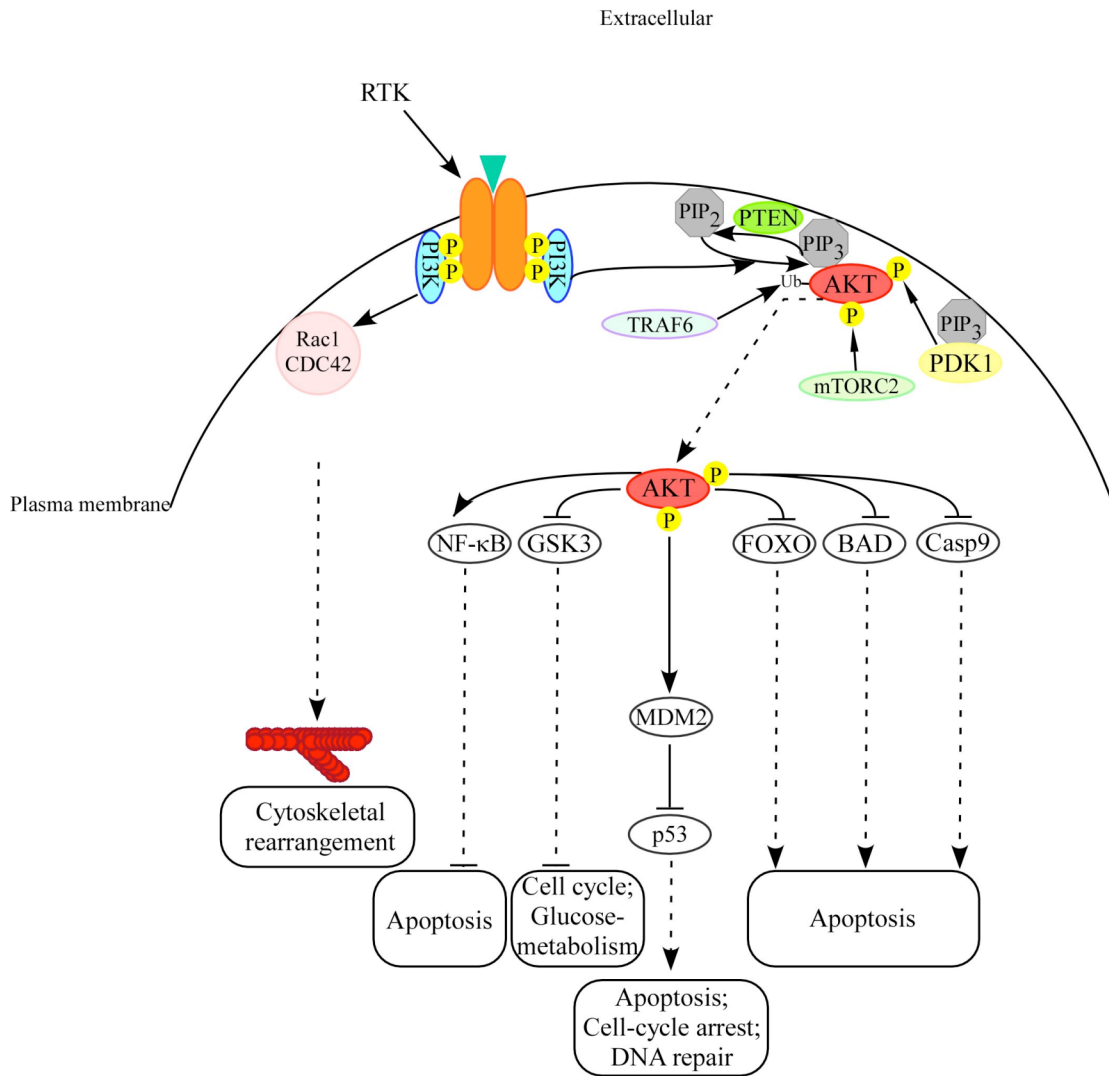 Extracellular
RTK
PIP2
PTEN
PIP3
PI3K
P
P
P
P
PI3K
Ub
AKT
P
P
TRAF6
PIP3
PDK1
mTORC2
Rac1
CDC42
Plasma membrane
AKT
P
P
NF-κB
GSK3
FOXO
BAD
Casp9
MDM2
p53
Cytoskeletal
rearrangement
Apoptosis
Cell cycle;
Glucose-
metabolism
Apoptosis
Apoptosis;
Cell-cycle arrest;
DNA repair